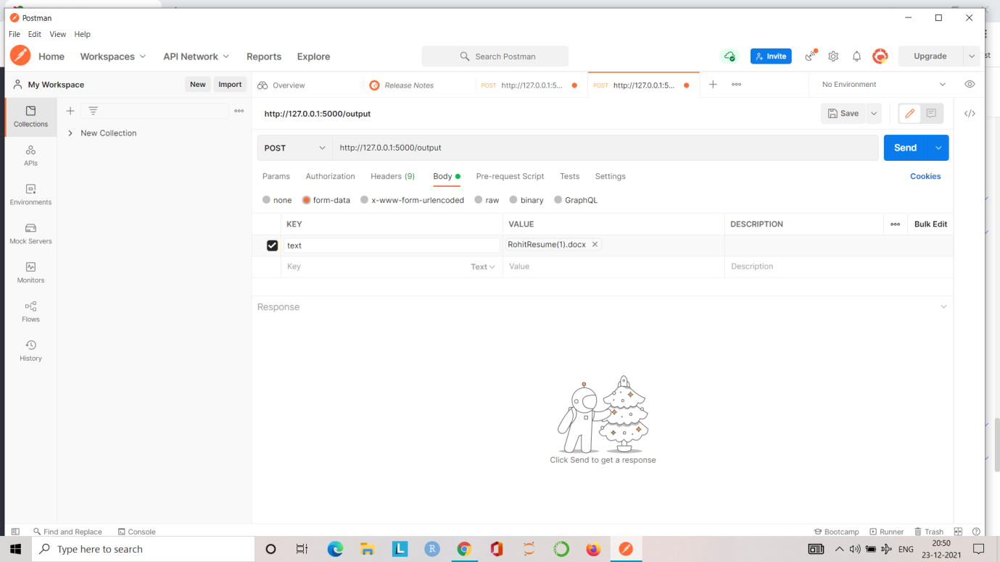 Postman
File Edit View Help
Home Workspaces API Network Reports Explore Search Postman Invite Upgrade
My Workspace New Import Overview Release Notes POST http://127.0.0.1:5... POST http://127.0.0.1:5... No Environment
Collections
New Collection
APIs
Environments
Mock Servers
Monitors
Flows
History
http://127.0.0.1:5000/output Save
POST http://127.0.0.1:5000/output Send
Params Authorization Headers (9) Body Pre-request Script Tests Settings Cookies
none form-data x-www-form-urlencoded raw binary GraphQL
KEY VALUE DESCRIPTION Bulk Edit
text RohitResume(1).docx
Key Text Value Description
Response
Click Send to get a response
Find and Replace Console Bootcamp Runner Trash
Type here to search ENG 20:50
23-12-2021